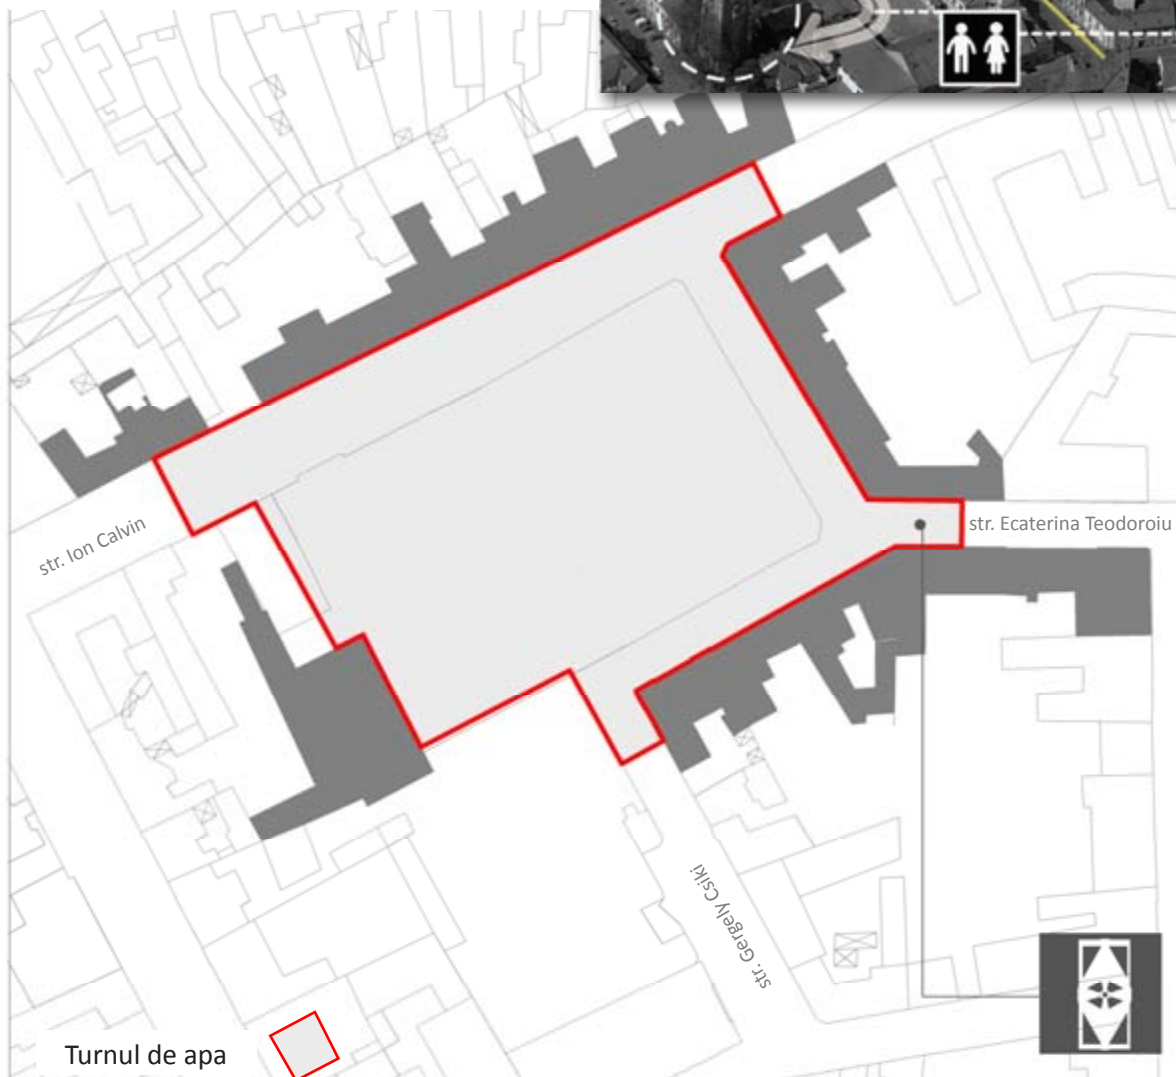 str. Ion Calvin
str. Ecaterina Teodoroiu
str. Gergely Csiki
Turnul de apa